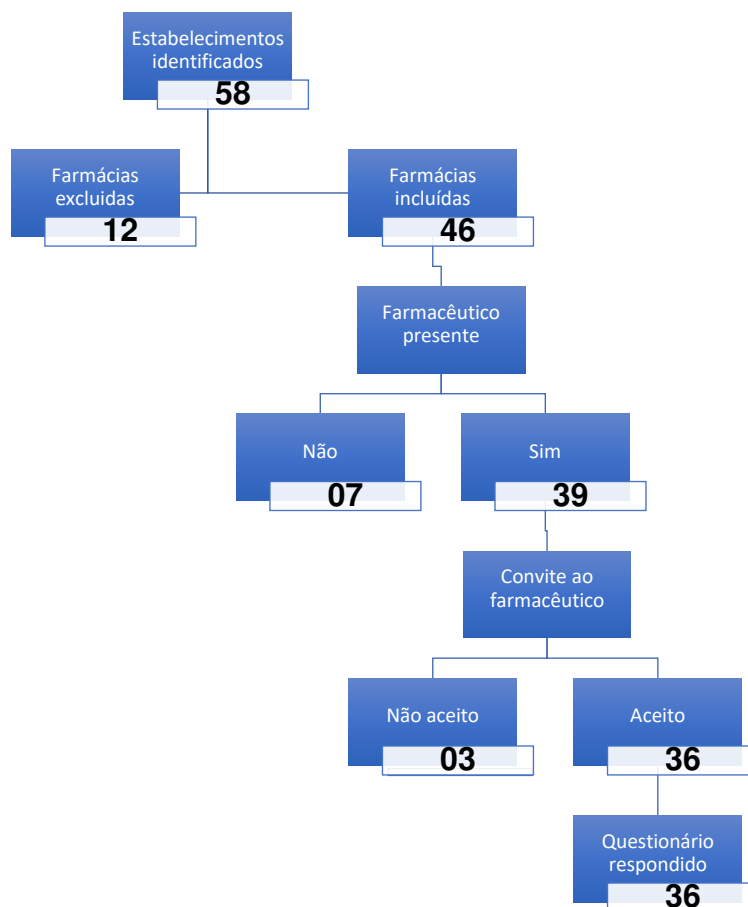 Estabelecimentos
identificados
58
Farmácias
excluidas
12
Farmácias
incluídas
46
Farmacêutico
presente
Não
07
Sim
39
Convite ao
farmacêutico
Não aceito
03
Aceito
36
Questionário
respondido
36